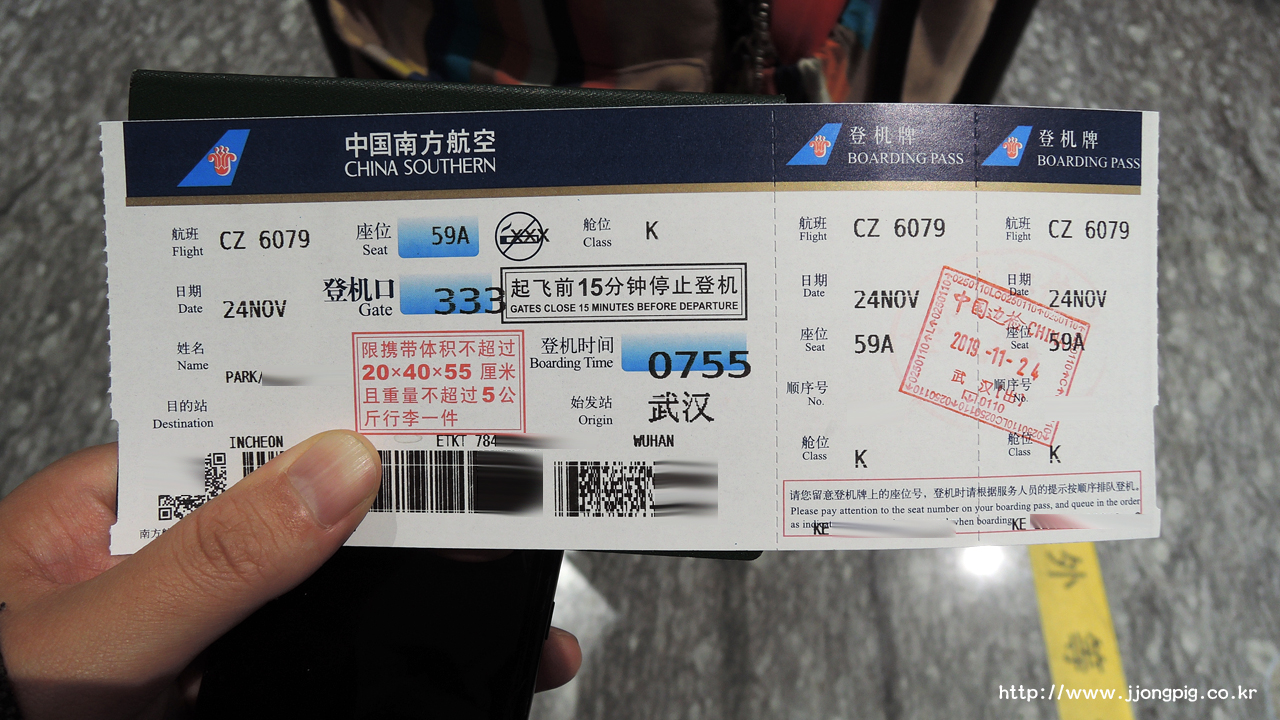 中国南方航空
CHINA SOUTHERN
登机牌
BOARDING PASS
登机牌
BOARDING PASS
航班 CZ 6079 座位 59A 舱位 K
Flight Seat Class
登机口 333
Gate
起飞前15分钟停止登机
GATES CLOSE 15 MINUTES BEFORE DEPARTURE
日期 24NOV
Date
姓名
Name PARK/
限携带体积不超过
20×40×55 厘米
且重量不超过5公
斤行李一件
登机时间 0755
Boarding Time
目的站
Destination
始发站 武汉
Origin
INCHEON ETKT 784 WUHAN
南方
航班 CZ 6079
Flight
日期
Date 24NOV
座位 59A
Seat
顺序号
No.
舱位
Class K
航班 CZ 6079
Flight
日期
Date 24NOV
座位 59A
Seat
顺序号
No.
舱位
Class K
中国边检 CHI
2019.-11-24
武汉
0110
请您留意登机牌上的座位号，登机时请根据服务人员的提示按顺序排队登机。
Please pay attention to the seat number on your boarding pass, and queue in the order
as when boarding.
KE KE
外
等
http://www.jjongpig.co.kr